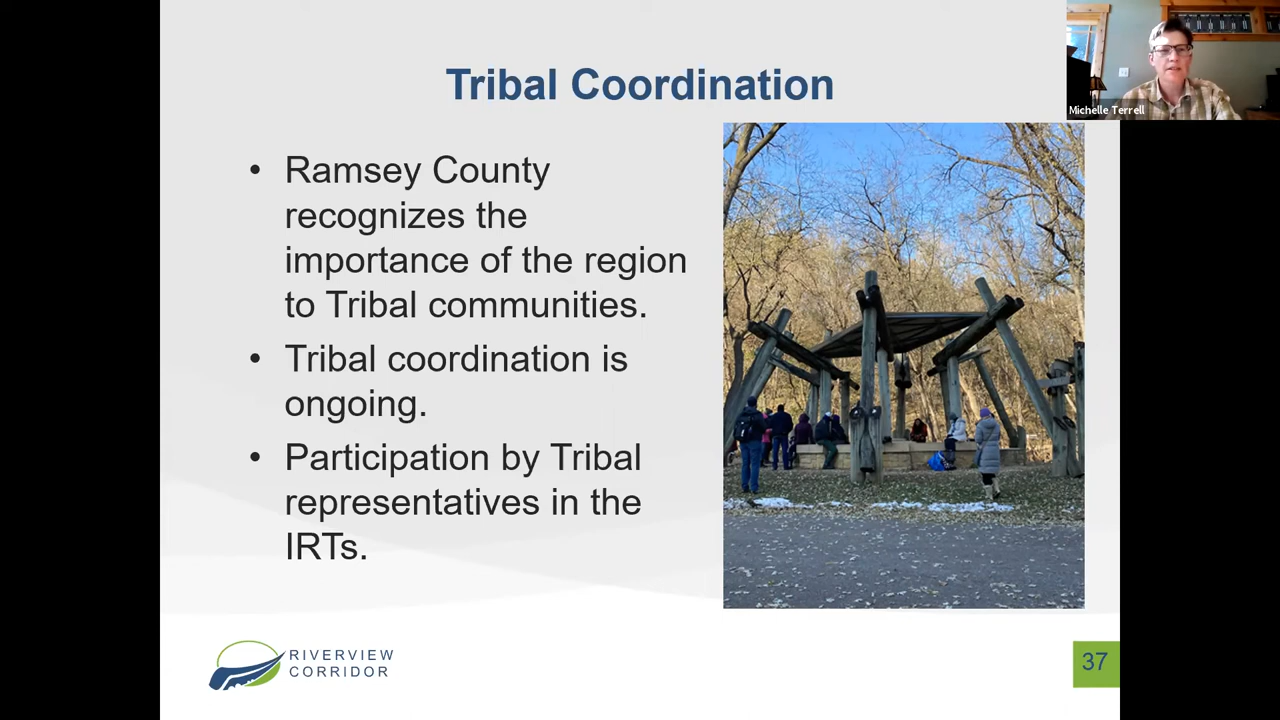 Tribal Coordination
Michelle Terrell
• Ramsey County
recognizes the
importance of the region
to Tribal communities.
• Tribal coordination is
ongoing.
• Participation by Tribal
representatives in the
IRTs.
RIVERVIEW
CORRIDOR
37